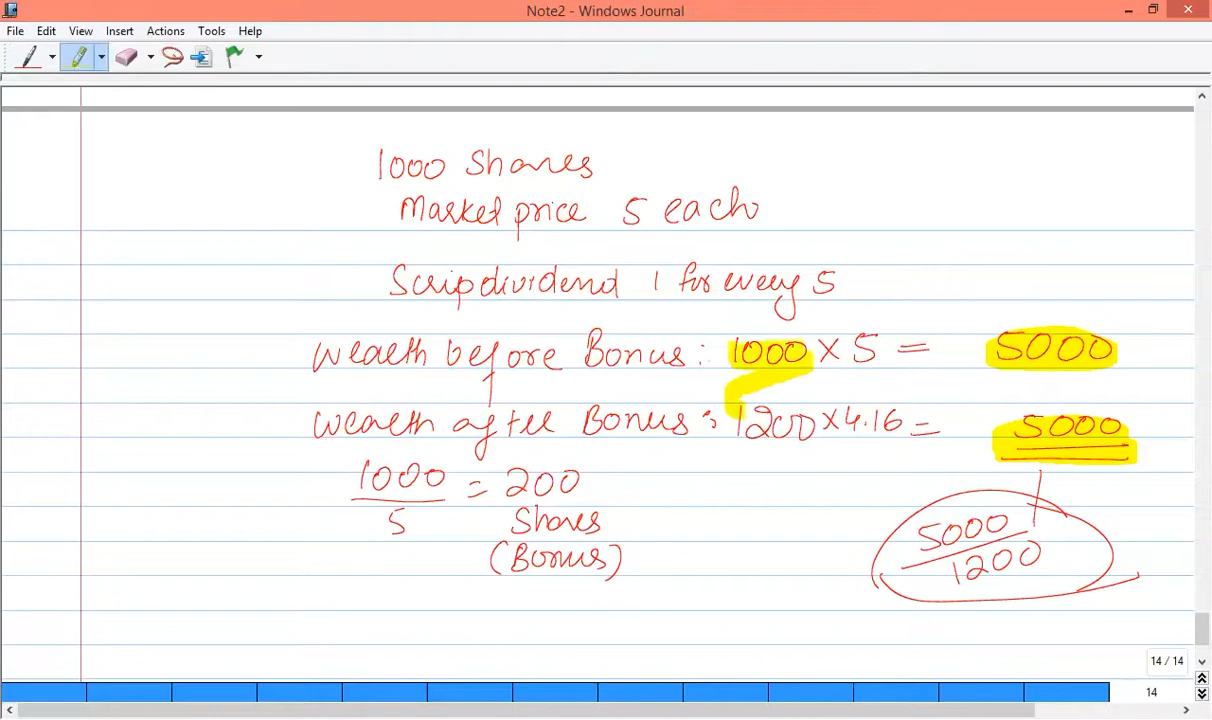 Note2 - Windows Journal
File Edit View Insert Actions Tools Help
1000 Shares
Market price 5 each
Scrip dividend 1 for every 5
Wealth before Bonus: 1000 × 5 = 5000
Wealth after Bonus: 1200 × 4.16 = 5000
1000 = 200
5 Shares
(Bonus)
5000
1200
14 / 14
14